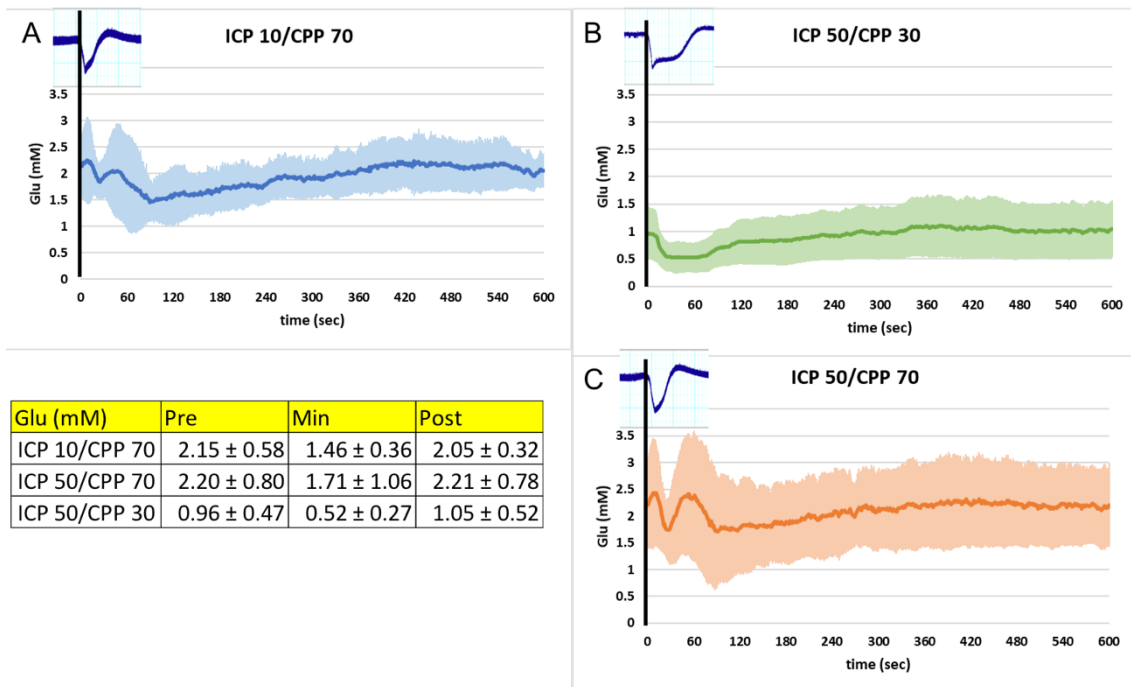 A
ICP 10/CPP 70
Glu (mM)
3.5
3
2.5
2
1.5
1
0.5
0
0 60 120 180 240 300 360 420 480 540 600
time (sec)
B
ICP 50/CPP 30
Glu (mM)
3.5
3
2.5
2
1.5
1
0.5
0
0 60 120 180 240 300 360 420 480 540 600
time (sec)
Glu (mM) Pre Min Post
ICP 10/CPP 70 2.15 ± 0.58 1.46 ± 0.36 2.05 ± 0.32
ICP 50/CPP 70 2.20 ± 0.80 1.71 ± 1.06 2.21 ± 0.78
ICP 50/CPP 30 0.96 ± 0.47 0.52 ± 0.27 1.05 ± 0.52
C
ICP 50/CPP 70
Glu (mM)
3.5
3
2.5
2
1.5
1
0.5
0
0 60 120 180 240 300 360 420 480 540 600
time (sec)